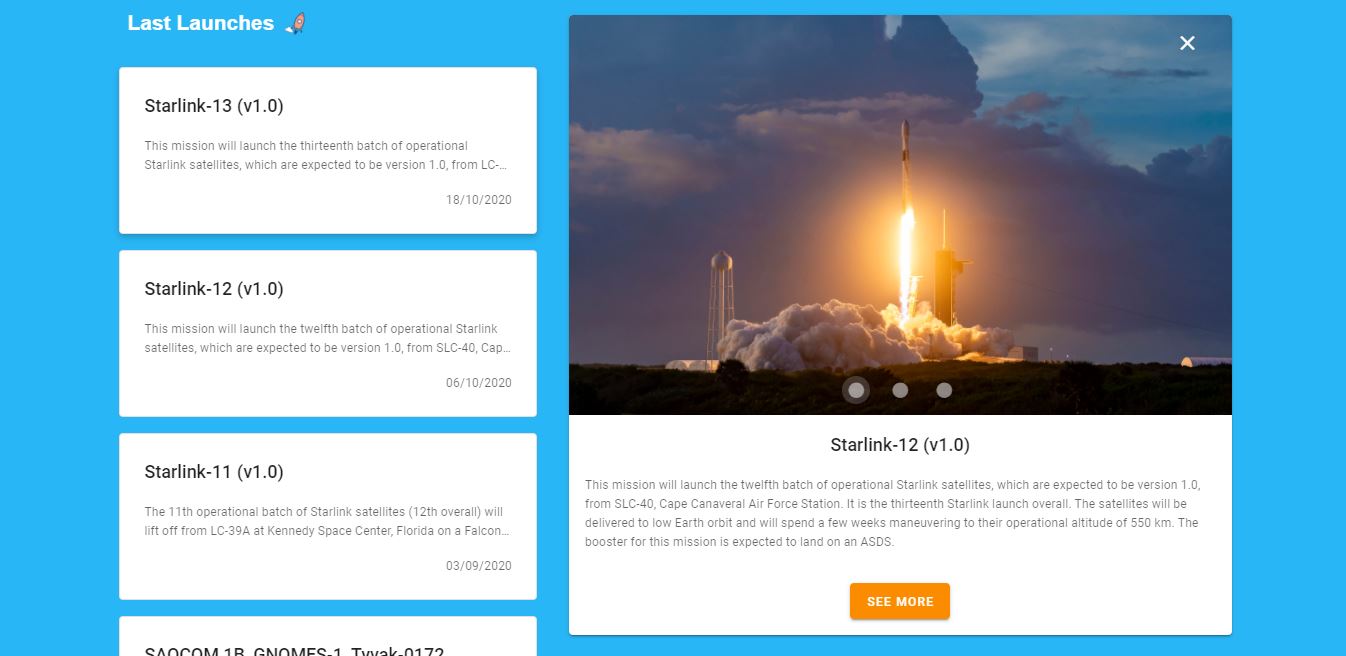 Last Launches 🚀
Starlink-13 (v1.0)
This mission will launch the thirteenth batch of operational
Starlink satellites, which are expected to be version 1.0, from LC-...
18/10/2020
Starlink-12 (v1.0)
This mission will launch the twelfth batch of operational Starlink
satellites, which are expected to be version 1.0, from SLC-40, Cap...
06/10/2020
Starlink-11 (v1.0)
The 11th operational batch of Starlink satellites (12th overall) will
lift off from LC-39A at Kennedy Space Center, Florida on a Falcon...
03/09/2020
SAOCOM 1B, GNOMES-1, Tyvak-0172
Starlink-12 (v1.0)
This mission will launch the twelfth batch of operational Starlink satellites, which are expected to be version 1.0,
from SLC-40, Cape Canaveral Air Force Station. It is the thirteenth Starlink launch overall. The satellites will be
delivered to low Earth orbit and will spend a few weeks maneuvering to their operational altitude of 550 km. The
booster for this mission is expected to land on an ASDS.
SEE MORE